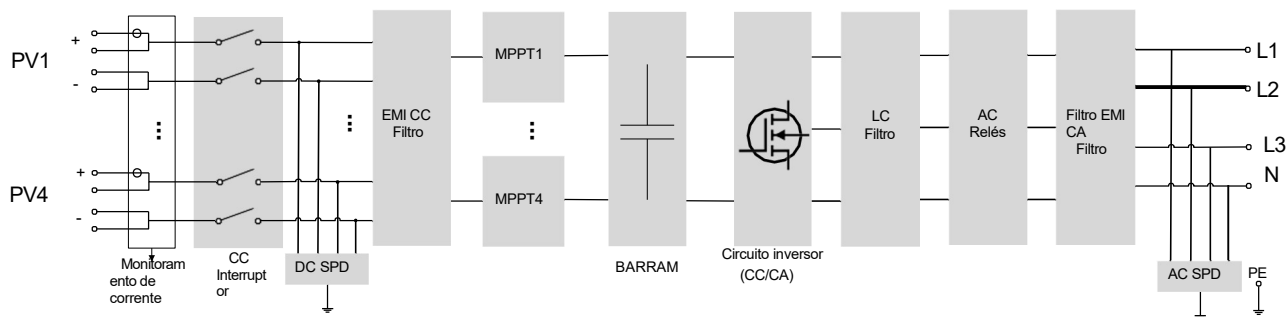 PV1
+
-
PV4
+
-
Monitoram
ento de
corrente
CC
Interrupt
or
DC SPD
EMI CC
Filtro
MPPT1
MPPT4
BARRAM
Circuito inversor
(CC/CA)
LC
Filtro
AC
Relés
Filtro EMI
CA
Filtro
L1
L2
L3
N
AC SPD
PE